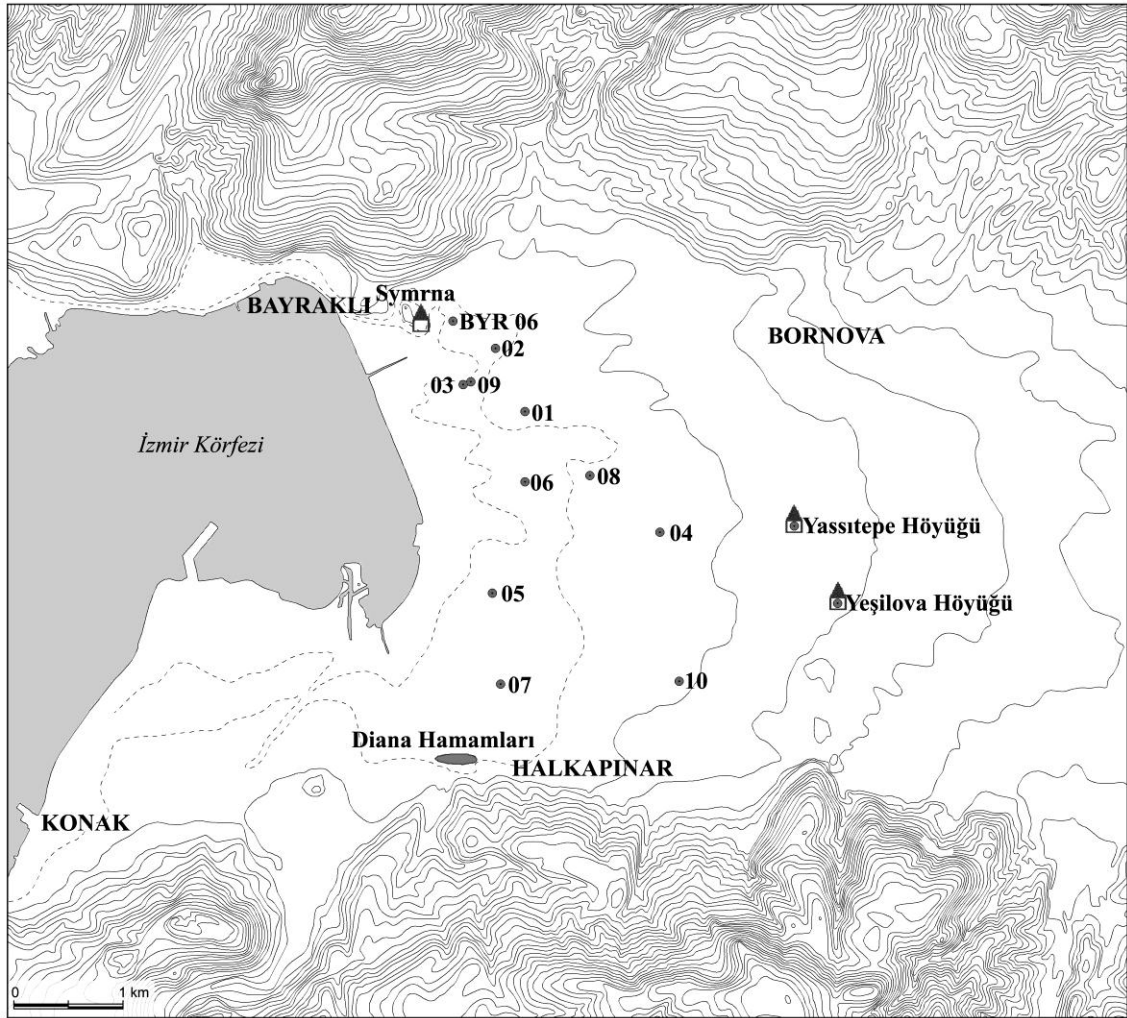 BAYRAKLI
Symrna
BYR 06
02
03
09
01
06
08
04
05
07
10
BORNOVA
İzmir Körfezi
Yassıtepe Höyüğü
Yeşilova Höyüğü
Diana Hamamları
HALKAPINAR
KONAK
0 1 km